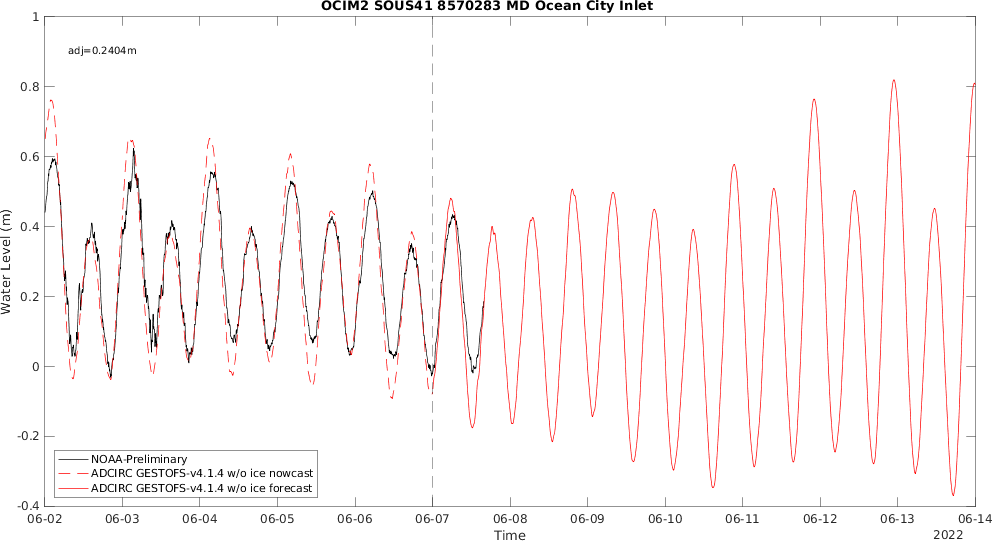 OCIM2 SOUS41 8570283 MD Ocean City Inlet
adj=0.2404m
1
0.8
0.6
0.4
0.2
0
-0.2
-0.4
Water Level (m)
NOAA-Preliminary
ADCIRC GESTOFS-v4.1.4 w/o ice nowcast
ADCIRC GESTOFS-v4.1.4 w/o ice forecast
06-02 06-03 06-04 06-05 06-06 06-07 06-08 06-09 06-10 06-11 06-12 06-13 06-14
Time
2022